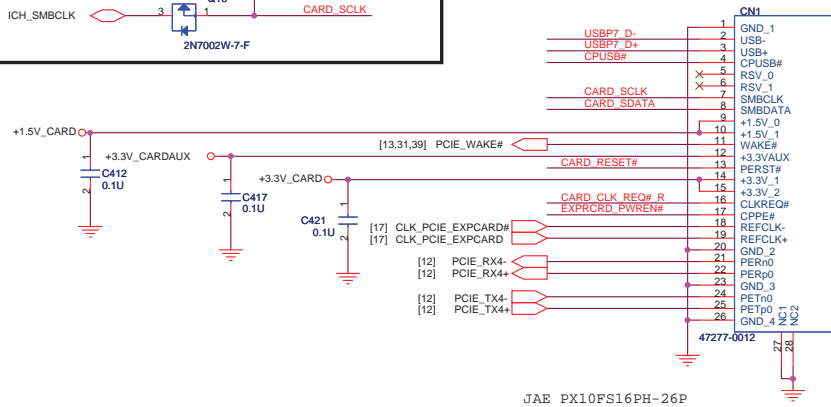 Q18
ICH_SMBCLK 3 1 CARD_SCLK
2N7002W-7-F
CN1
1 GND_1
USBP7_D- 2 USB-
USBP7_D+ 3 USB+
CPUSB# 4 CPUSB#
5 RSV_0
6 RSV_1
CARD_SCLK 7 SMBCLK
CARD_SDATA 8 SMBDATA
9 +1.5V_0
+1.5V_CARD 10 +1.5V_1
[13,31,39] PCIE_WAKE# 11 WAKE#
+3.3V_CARDAUX 12 +3.3VAUX
CARD_RESET# 13 PERST#
+3.3V_CARD 14 +3.3V_1
15 +3.3V_2
CARD_CLK_REQ#_R 16 CLKREQ#
EXPRCRD_PWREN# 17 CPPE#
[17] CLK_PCIE_EXPCARD# 18 REFCLK-
[17] CLK_PCIE_EXPCARD 19 REFCLK+
20 GND_2
[12] PCIE_RX4- 21 PERn0
[12] PCIE_RX4+ 22 PERp0
23 GND_3
[12] PCIE_TX4- 24 PETn0
[12] PCIE_TX4+ 25 PETp0
26 GND_4
1 C412 0.1U 2
1 C417 0.1U 2
1 C421 0.1U 2
NC1 NC2
47277-0012
27 28
JAE PX10FS16PH-26P